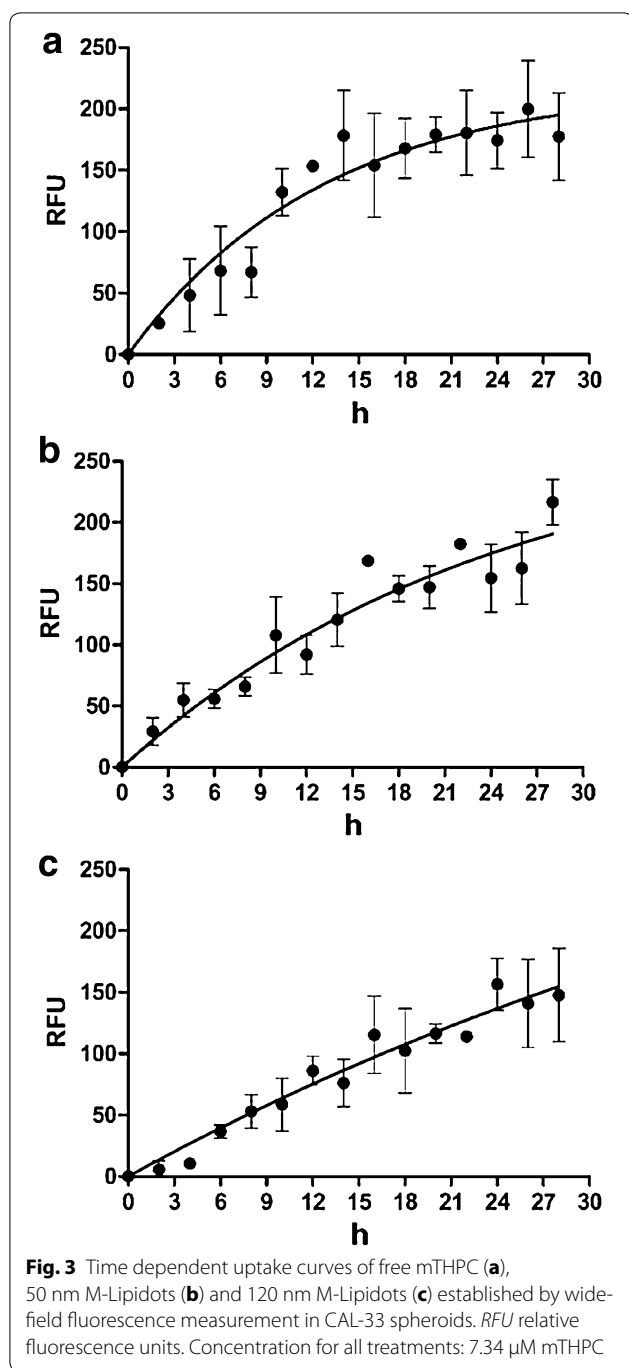 a
250
200
150
100
50
0
RFU
0 3 6 9 12 15 18 21 24 27 30
h
b
250
200
150
100
50
0
RFU
0 3 6 9 12 15 18 21 24 27 30
h
c
250
200
150
100
50
0
RFU
0 3 6 9 12 15 18 21 24 27 30
h
Fig. 3 Time dependent uptake curves of free mTHPC (a),
50 nm M-Lipidots (b) and 120 nm M-Lipidots (c) established by wide-
field fluorescence measurement in CAL-33 spheroids. RFU relative
fluorescence units. Concentration for all treatments: 7.34 μM mTHPC